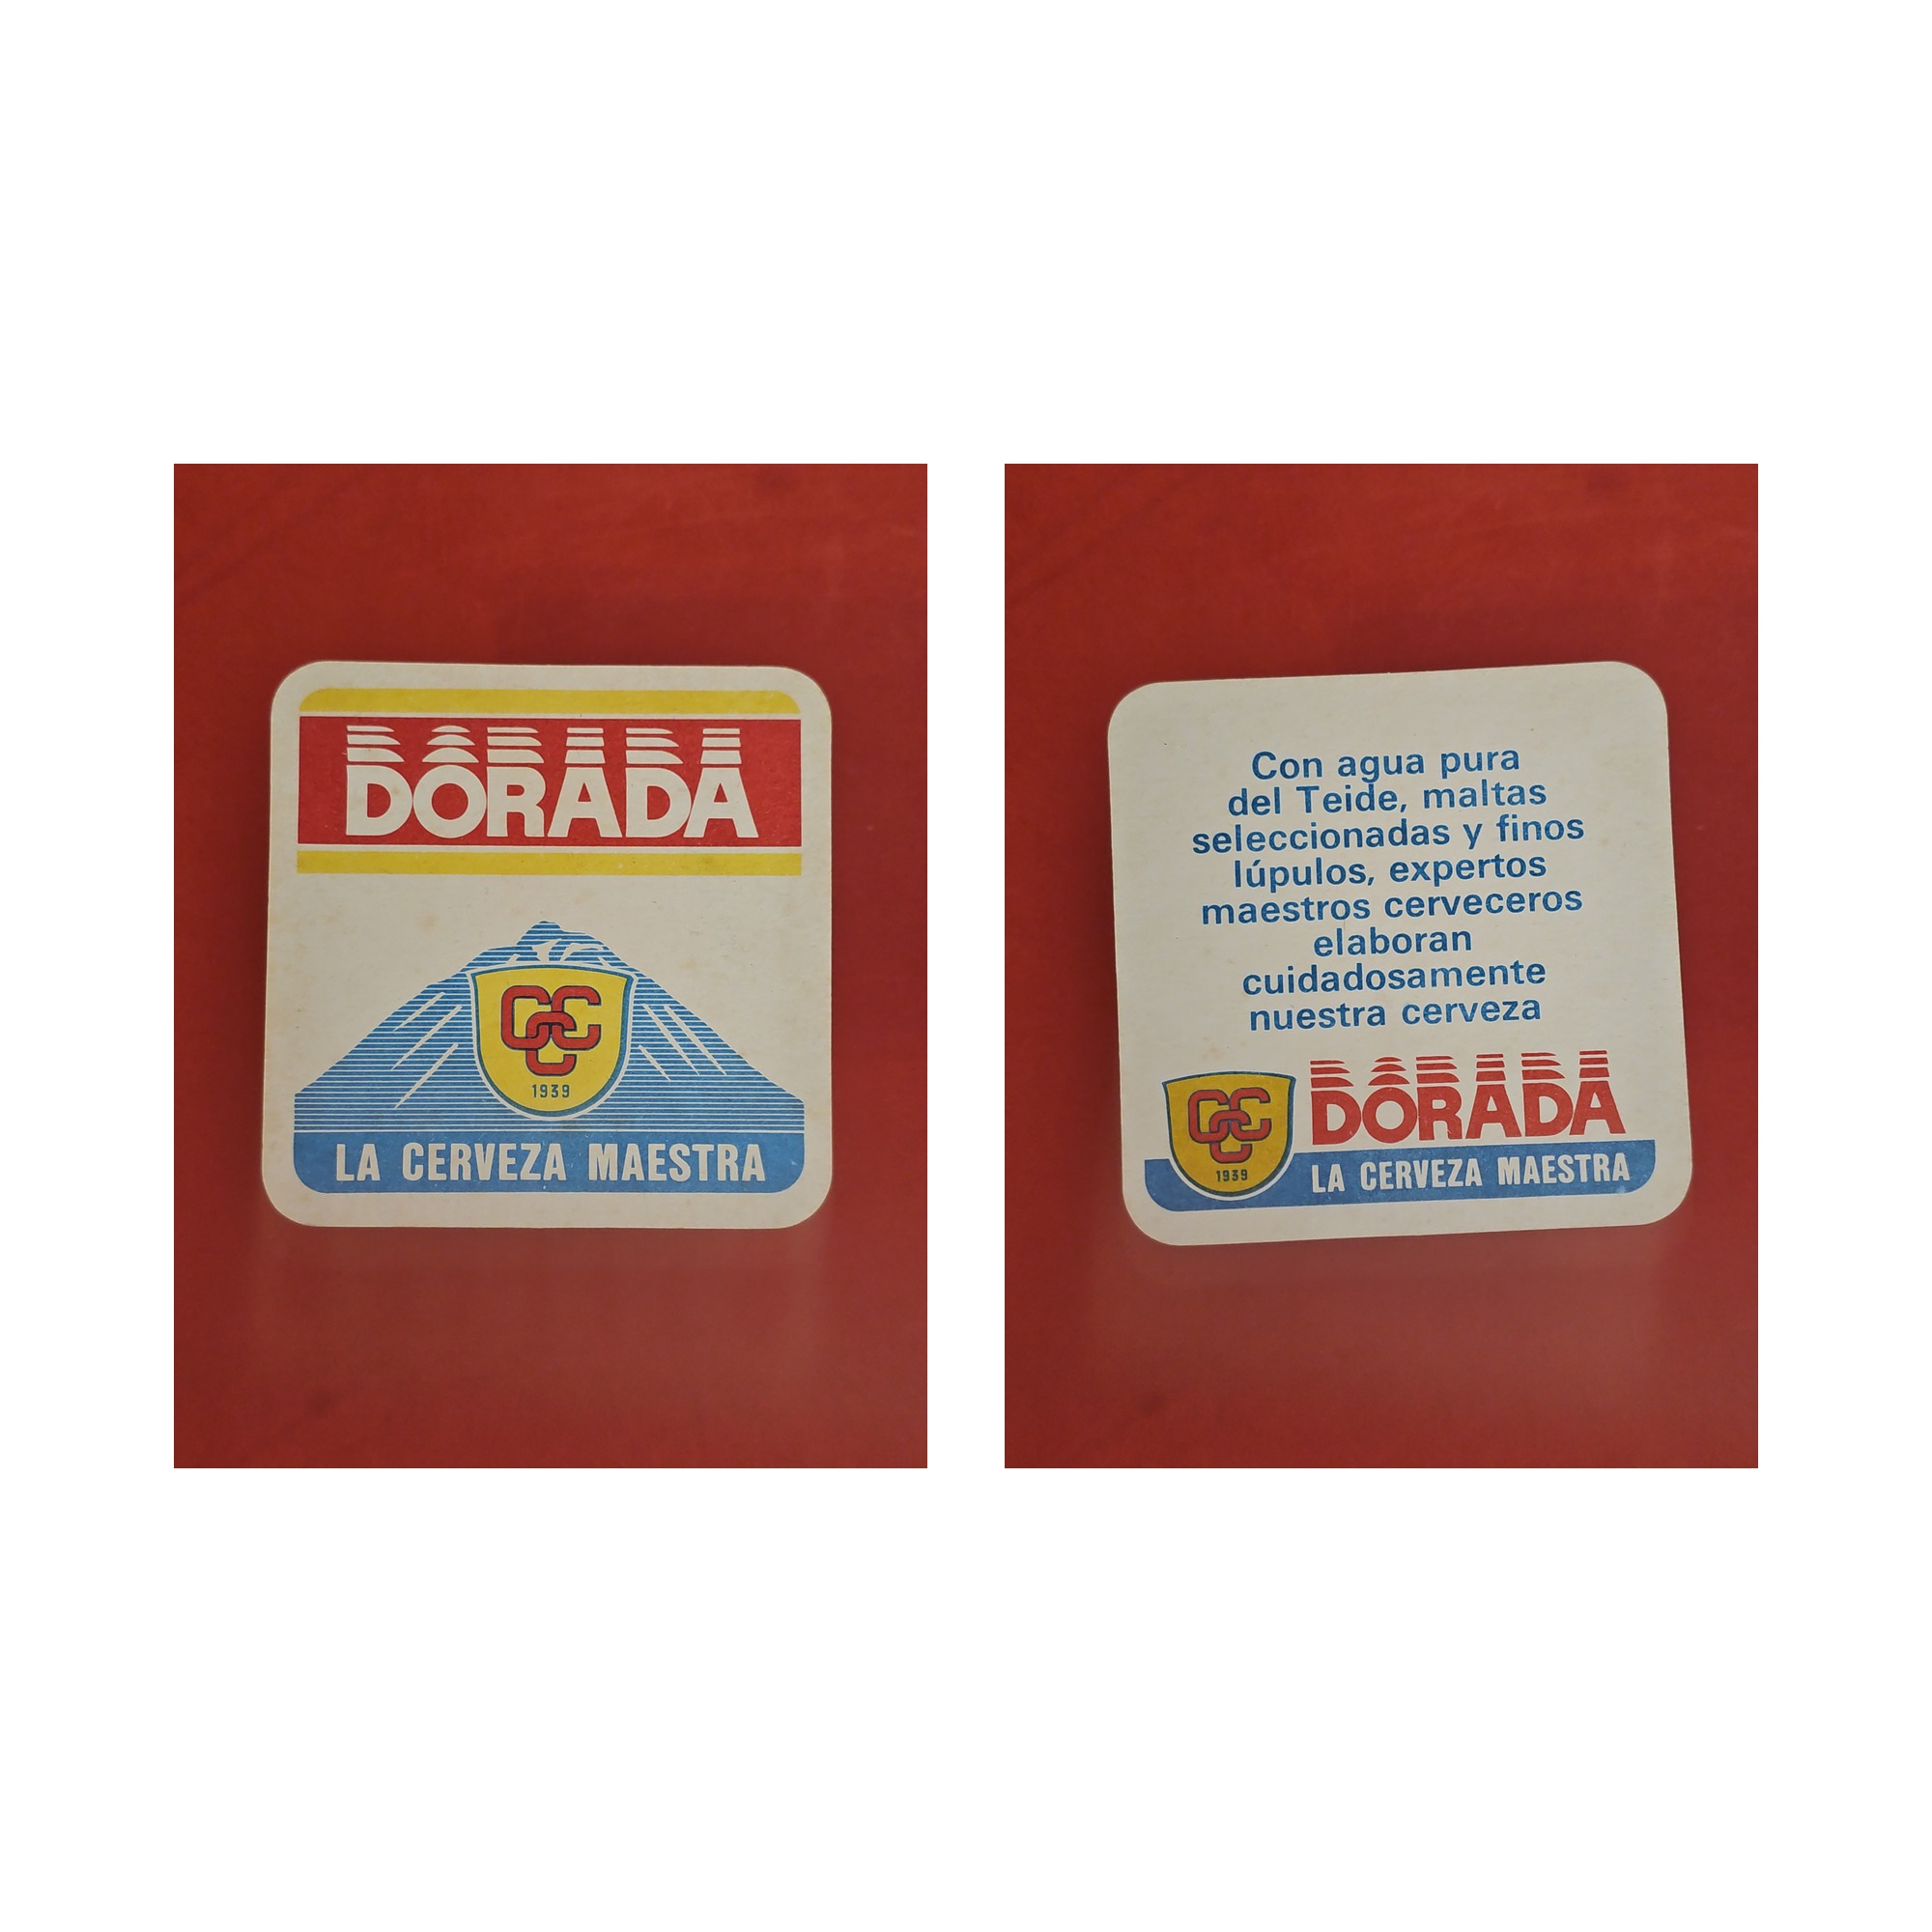 DORADA
CCC
1939
LA CERVEZA MAESTRA
Con agua pura
del Teide, maltas
seleccionadas y finos
lúpulos, expertos
maestros cerveceros
elaboran
cuidadosamente
nuestra cerveza
CCC
1939
DORADA
LA CERVEZA MAESTRA